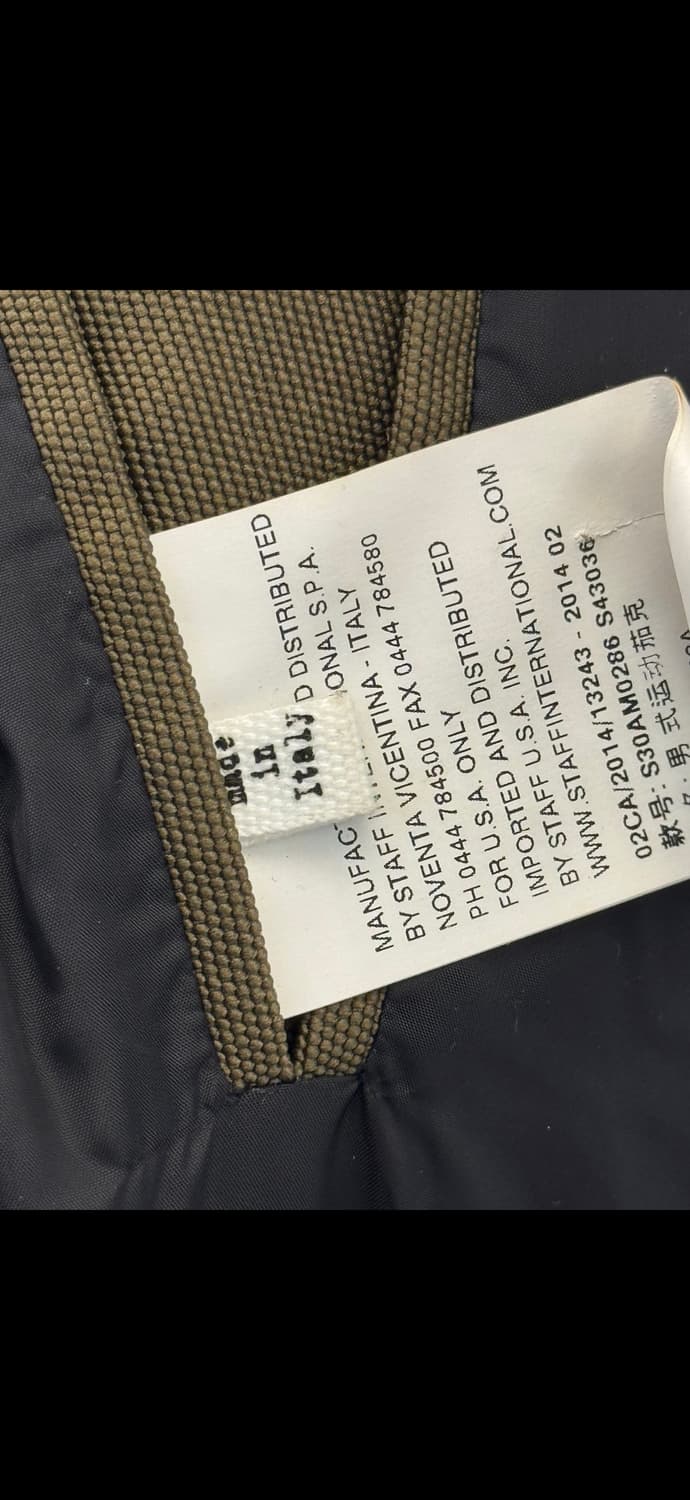 made
in
Italy
MANUFAC D DISTRIBUTED
BY STAFF ONAL S.P.A.
NOVENTA VICENTINA - ITALY
PH 0444 784500 FAX 0444 784580
FOR U.S.A. ONLY
IMPORTED AND DISTRIBUTED
BY STAFF U.S.A. INC.
WWW.STAFFINTERNATIONAL.COM
02CA/2014/13243 - 2014 02
款号: S30AM0286 S43036
名: 男 式运动茄克